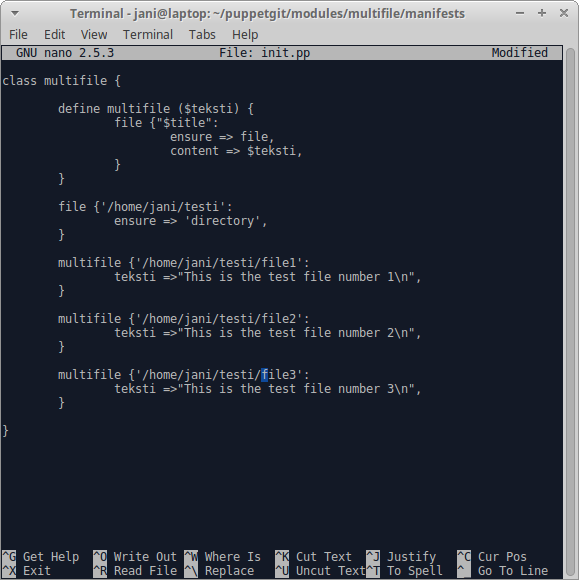 Terminal - jani@laptop: ~/puppetgit/modules/multifile/manifests
File Edit View Terminal Tabs Help
GNU nano 2.5.3 File: init.pp Modified
class multifile {
define multifile ($teksti) {
file {"$title":
ensure => file,
content => $teksti,
}
}
file {'/home/jani/testi':
ensure => 'directory',
}
multifile {'/home/jani/testi/file1':
teksti =>"This is the test file number 1\n",
}
multifile {'/home/jani/testi/file2':
teksti =>"This is the test file number 2\n",
}
multifile {'/home/jani/testi/file3':
teksti =>"This is the test file number 3\n",
}
}
^G Get Help ^O Write Out ^W Where Is ^K Cut Text ^J Justify ^C Cur Pos
^X Exit ^R Read File ^\ Replace ^U Uncut Text ^T To Spell ^_ Go To Line